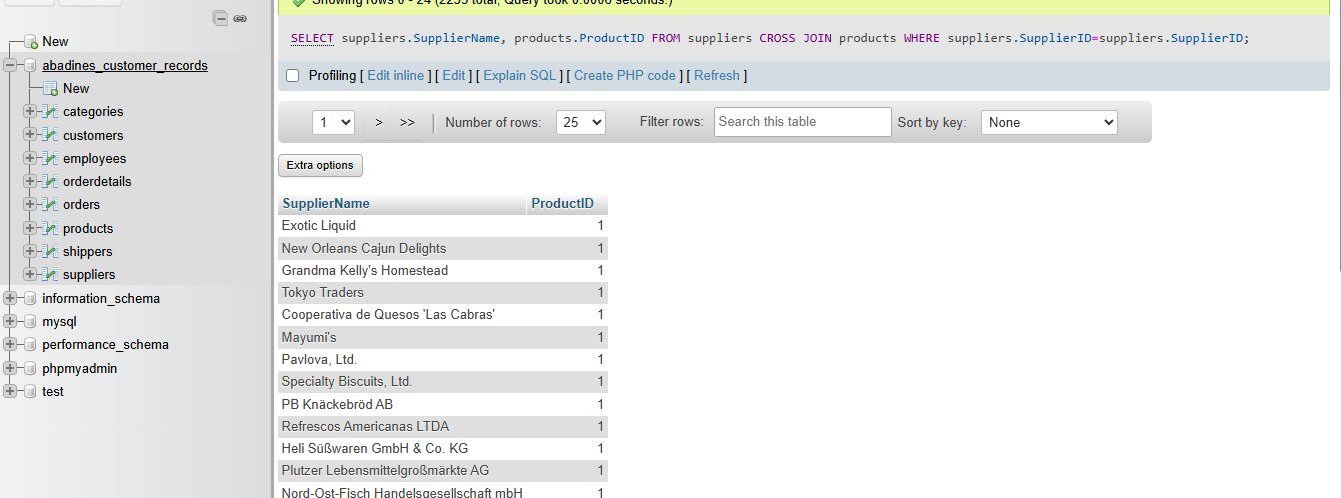 Showing rows 0 - 24 (2233 total, Query took 0.0006 seconds.)
SELECT suppliers.SupplierName, products.ProductID FROM suppliers CROSS JOIN products WHERE suppliers.SupplierID=suppliers.SupplierID;
Profiling [ Edit inline ] [ Edit ] [ Explain SQL ] [ Create PHP code ] [ Refresh ]
1 > >> Number of rows: 25 Filter rows: Search this table Sort by key: None
Extra options
SupplierName ProductID
Exotic Liquid 1
New Orleans Cajun Delights 1
Grandma Kelly's Homestead 1
Tokyo Traders 1
Cooperativa de Quesos 'Las Cabras' 1
Mayumi's 1
Pavlova, Ltd. 1
Specialty Biscuits, Ltd. 1
PB Knäckebröd AB 1
Refrescos Americanas LTDA 1
Heli Süßwaren GmbH & Co. KG 1
Plutzer Lebensmittelgroßmärkte AG 1
Nord-Ost-Fisch Handelsgesellschaft mbH 1
New
abadines_customer_records
New
categories
customers
employees
orderdetails
orders
products
shippers
suppliers
information_schema
mysql
performance_schema
phpmyadmin
test